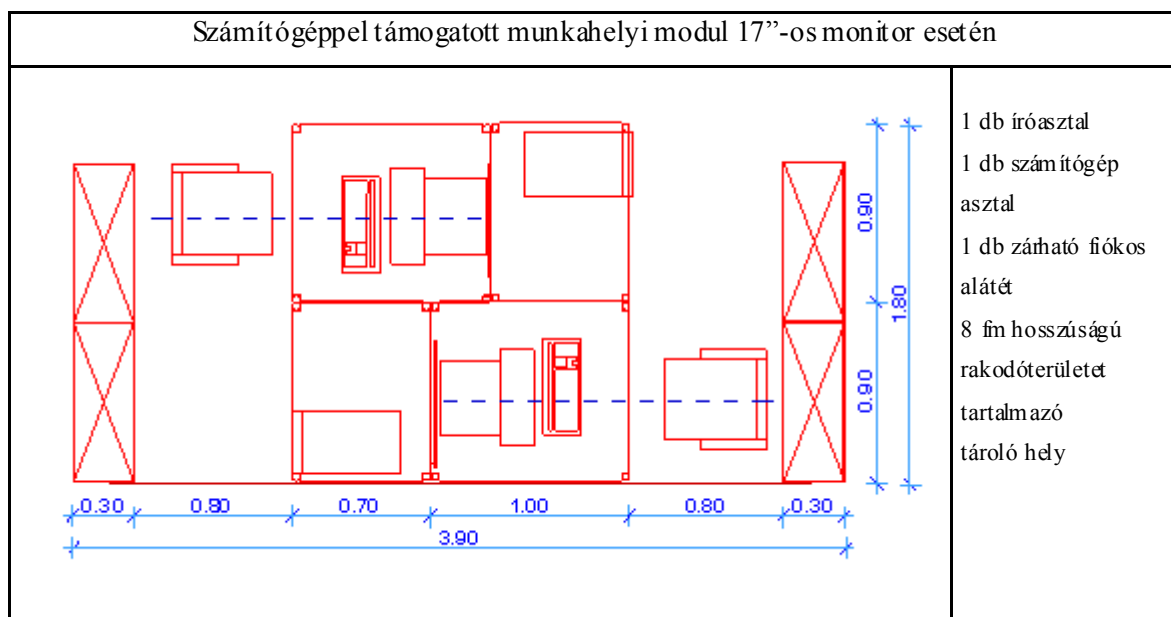 Számítógéppel támogatott munkahelyi modul 17”-os monitor esetén
1 db íróasztal
1 db számítógép
asztal
1 db zárható fiókos
alátét
8 fm hosszúságú
rakodóterületet
tartalmazó
tároló hely
0.90
0.90
1.80
0.30 0.80 0.70 1.00 0.80 0.30
3.90